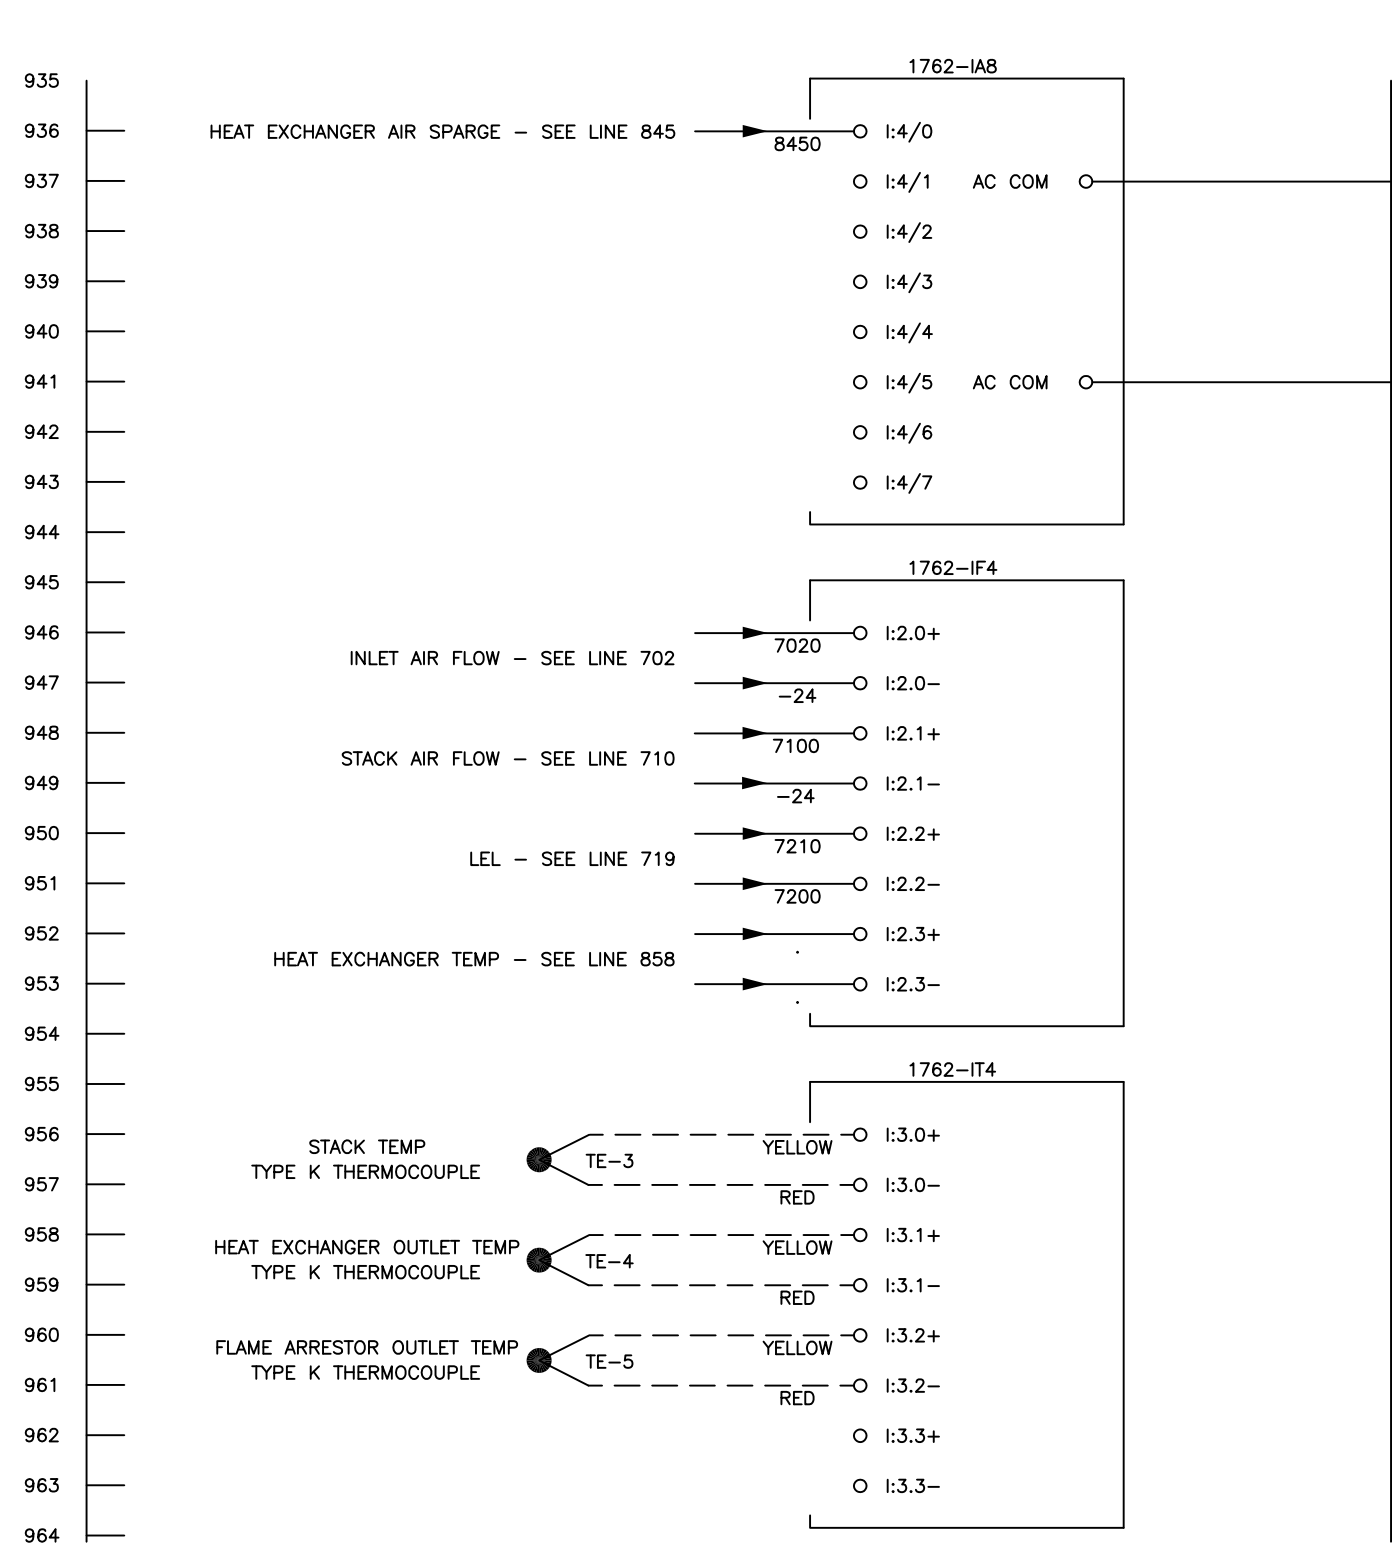 1762-IA8
935
936 HEAT EXCHANGER AIR SPARGE - SEE LINE 845 8450 I:4/0
937 I:4/1 AC COM
938 I:4/2
939 I:4/3
940 I:4/4
941 I:4/5 AC COM
942 I:4/6
943 I:4/7
944
1762-IF4
945
946 7020 I:2.0+
INLET AIR FLOW - SEE LINE 702
947 -24 I:2.0-
948 7100 I:2.1+
STACK AIR FLOW - SEE LINE 710
949 -24 I:2.1-
950 7210 I:2.2+
LEL - SEE LINE 719
951 7200 I:2.2-
952 I:2.3+
HEAT EXCHANGER TEMP - SEE LINE 858
953 I:2.3-
954
1762-IT4
955
956 YELLOW I:3.0+
STACK TEMP
TE-3
TYPE K THERMOCOUPLE
957 RED I:3.0-
958 YELLOW I:3.1+
HEAT EXCHANGER OUTLET TEMP
TE-4
TYPE K THERMOCOUPLE
959 RED I:3.1-
960 YELLOW I:3.2+
FLAME ARRESTOR OUTLET TEMP
TE-5
TYPE K THERMOCOUPLE
961 RED I:3.2-
962 I:3.3+
963 I:3.3-
964